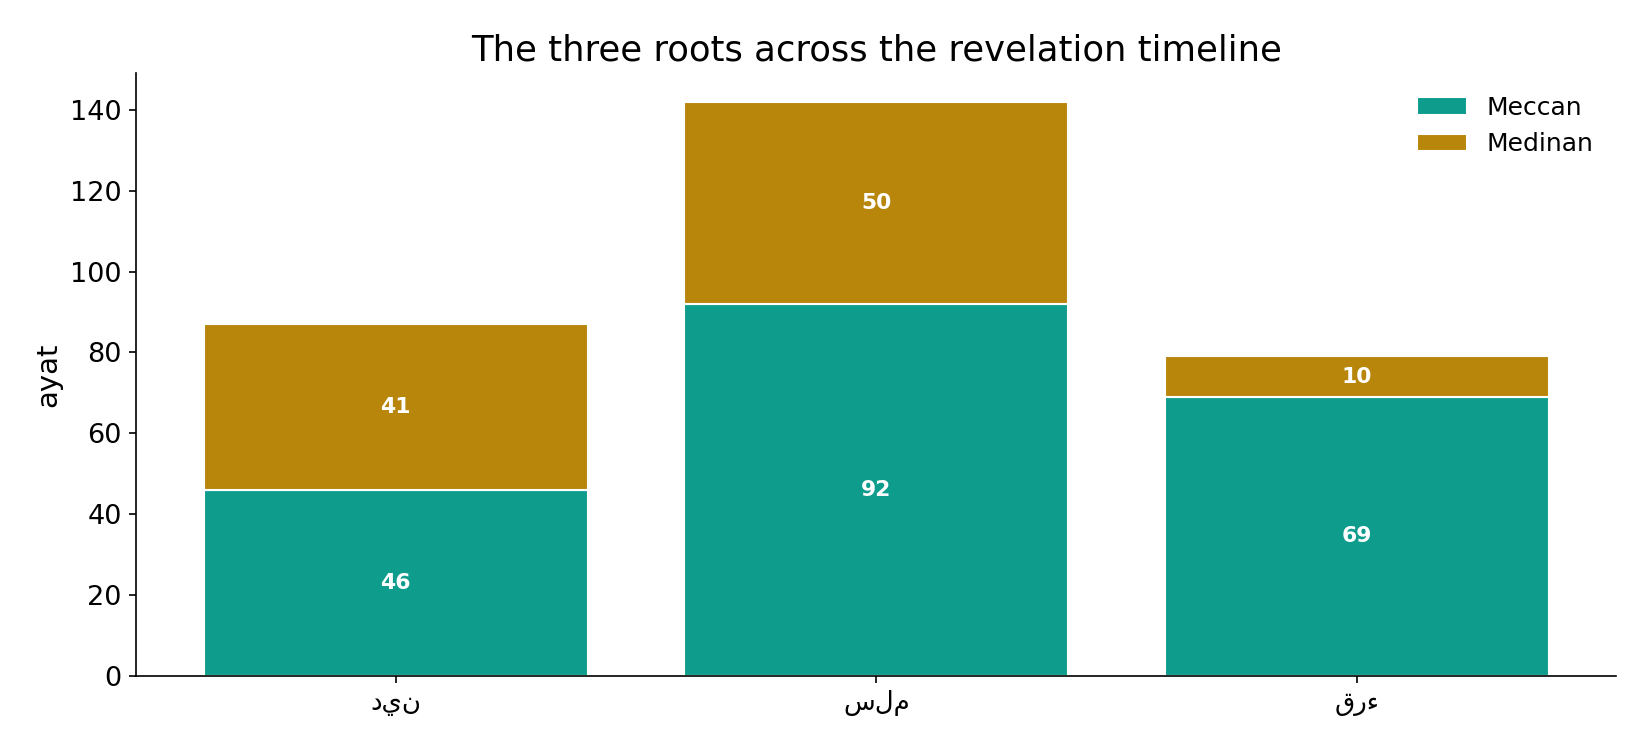 The three roots across the revelation timeline
Meccan
Medinan
ayat
140
120
100
80
60
40
20
0
50
41
10
92
69
46
دين
سلم
قرء